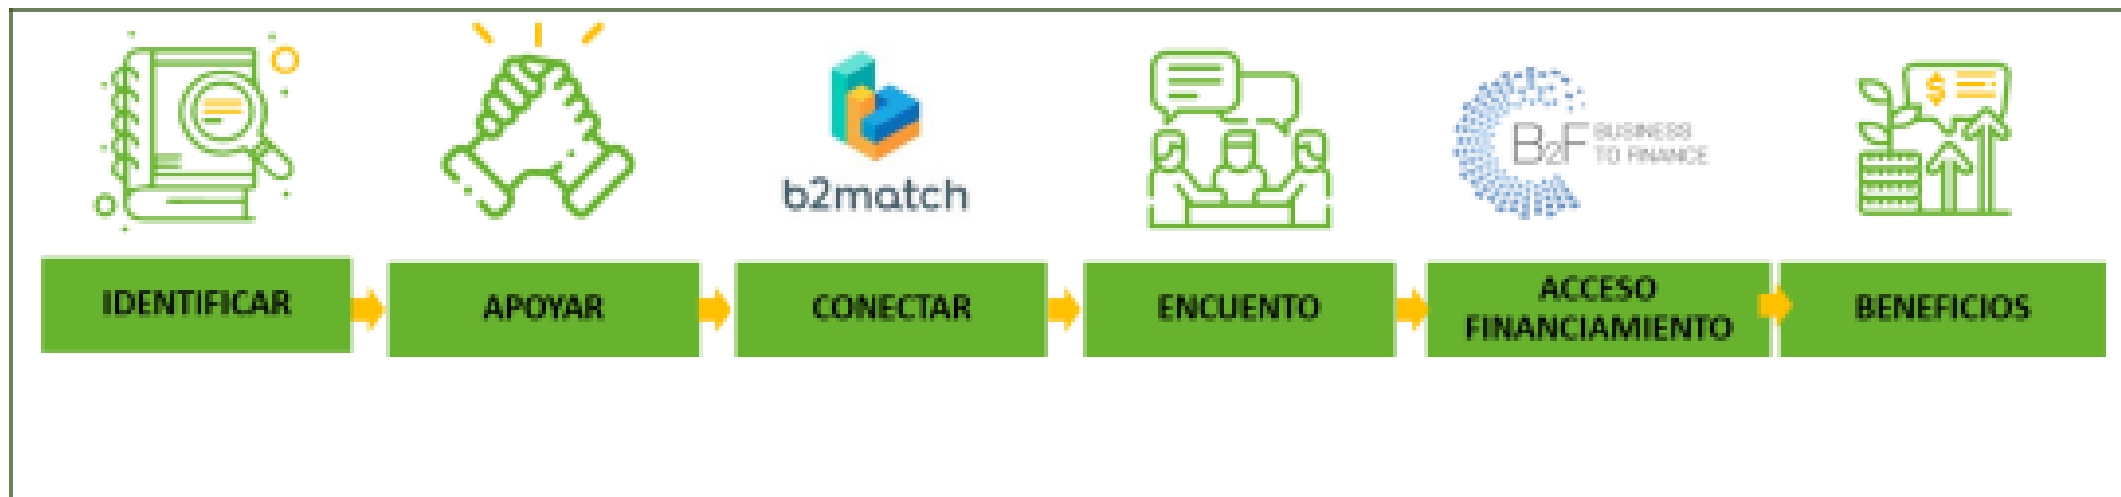 b2match
B2F BUSINESS
TO FINANCE
$
IDENTIFICAR
APOYAR
CONECTAR
ENCUENTO
ACCESO
FINANCIAMIENTO
BENEFICIOS